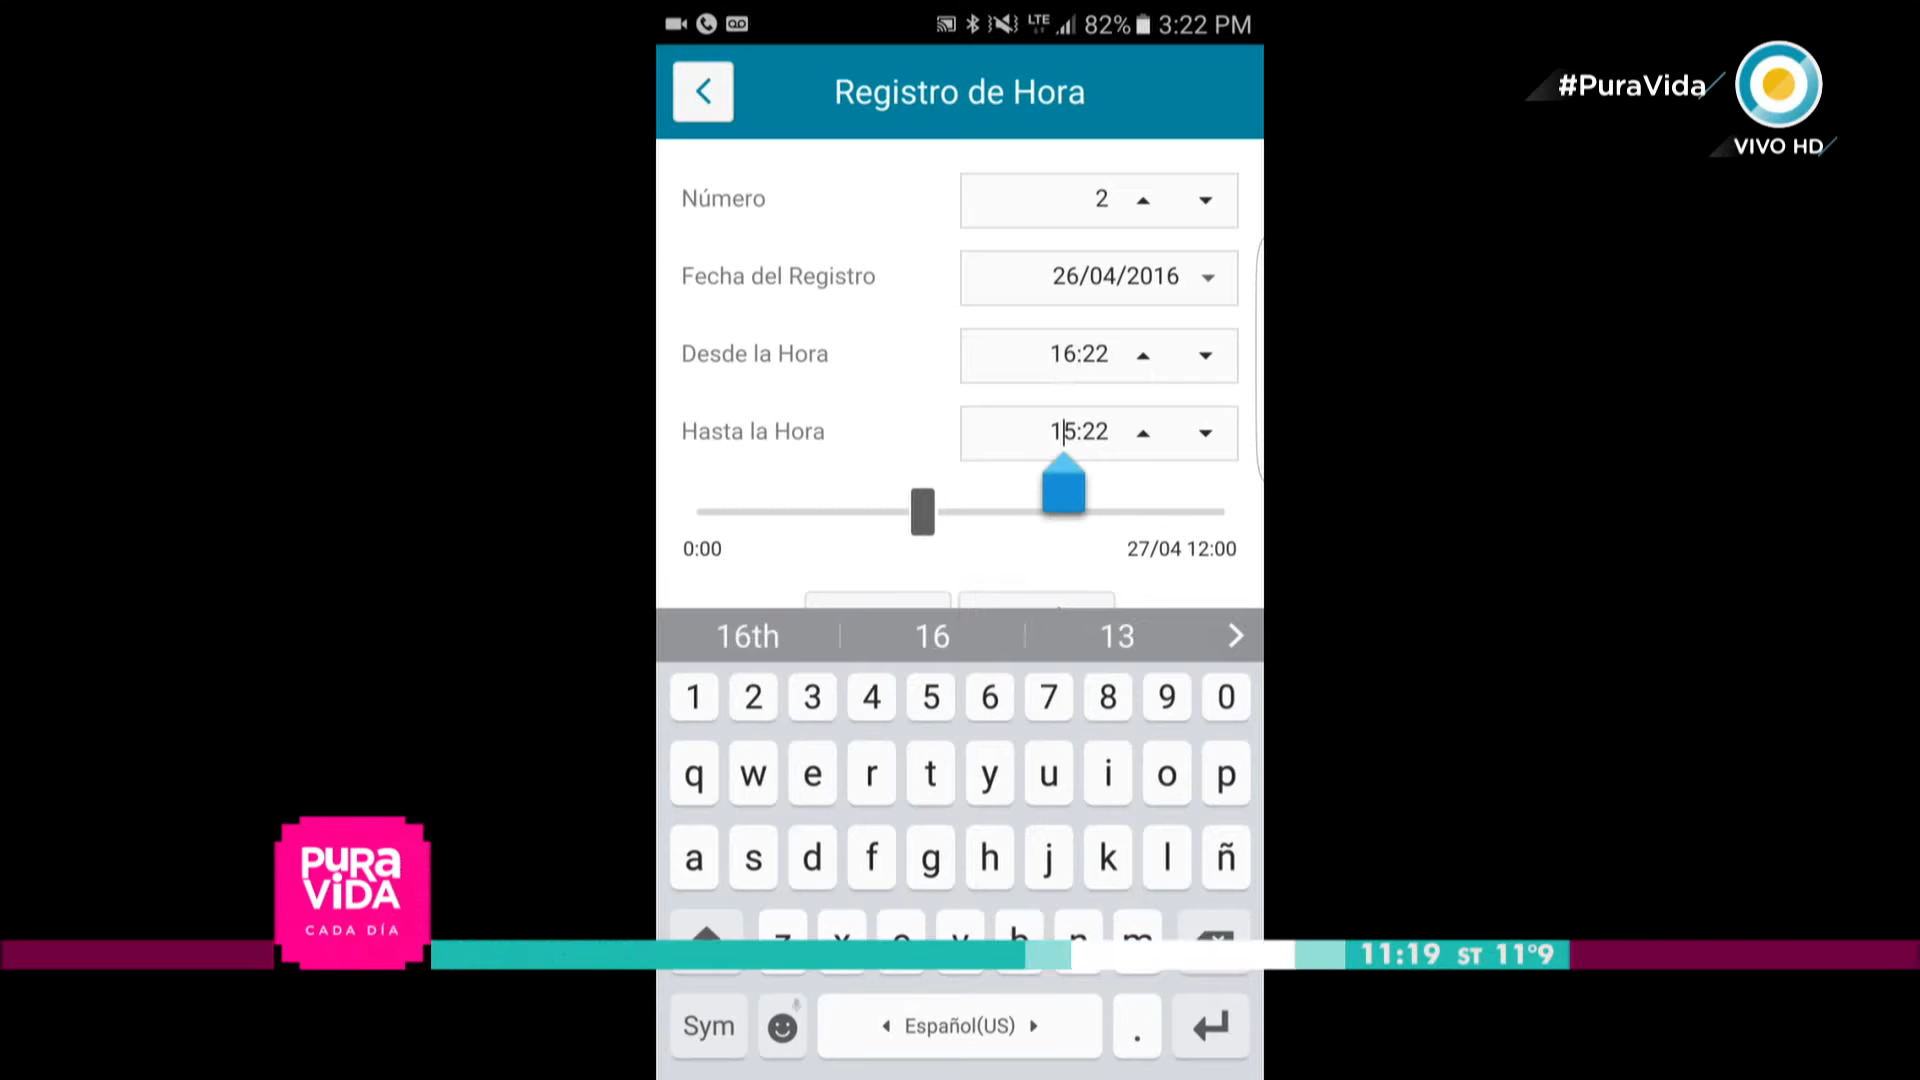 82% 3:22 PM
LTE
Registro de Hora
#PuraVida
VIVO HD
Número 2
Fecha del Registro 26/04/2016
Desde la Hora 16:22
Hasta la Hora 15:22
0:00 27/04 12:00
16th 16 13
1 2 3 4 5 6 7 8 9 0
q w e r t y u i o p
a s d f g h j k l ñ
z x c v b n m
PURA
VIDA
CADA DÍA
11:19 ST 11°9
Sym Español(US) .